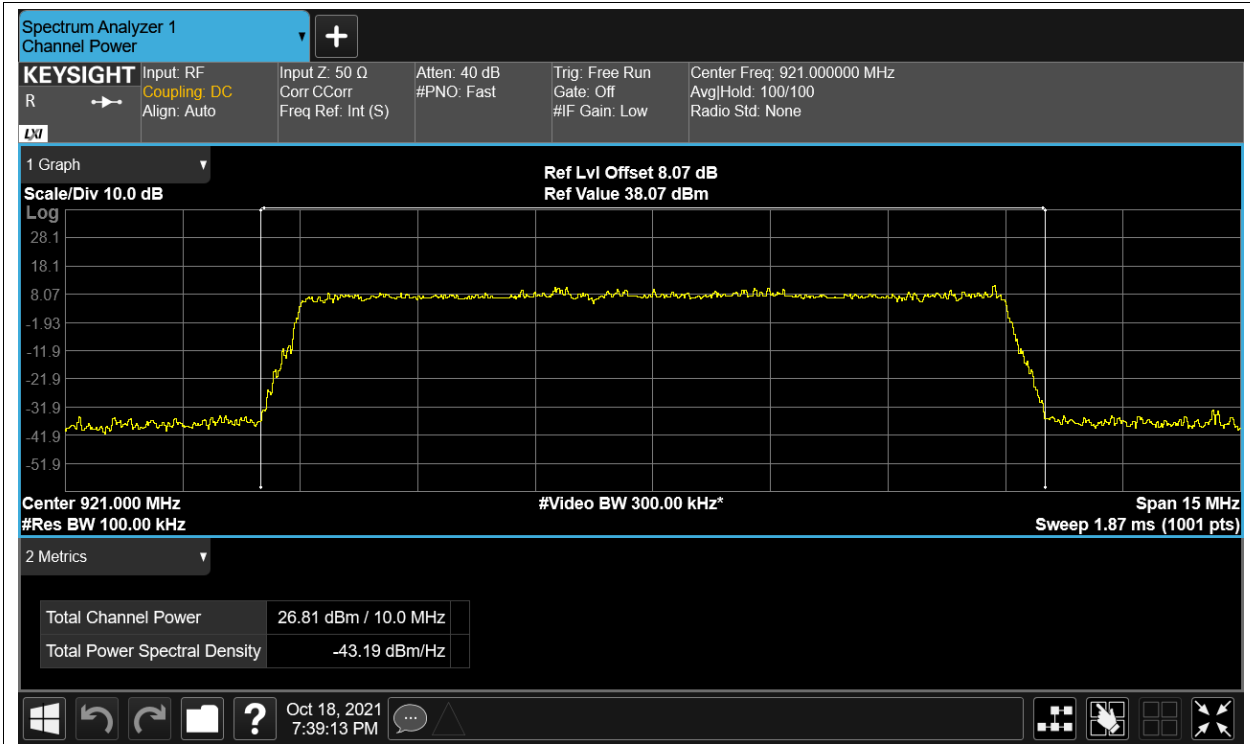 Spectrum Analyzer 1
Channel Power
KEYSIGHT
R
LXI
Input: RF
Coupling: DC
Align: Auto
Input Z: 50 Ω
Corr CCorr
Freq Ref: Int (S)
Atten: 40 dB
#PNO: Fast
Trig: Free Run
Gate: Off
#IF Gain: Low
Center Freq: 921.000000 MHz
Avg|Hold: 100/100
Radio Std: None
1 Graph
Scale/Div 10.0 dB
Ref Lvl Offset 8.07 dB
Ref Value 38.07 dBm
Log
28.1
18.1
8.07
-1.93
-11.9
-21.9
-31.9
-41.9
-51.9
Center 921.000 MHz
#Video BW 300.00 kHz*
Span 15 MHz
#Res BW 100.00 kHz
Sweep 1.87 ms (1001 pts)
2 Metrics
Total Channel Power 26.81 dBm / 10.0 MHz
Total Power Spectral Density -43.19 dBm/Hz
?
Oct 18, 2021
7:39:13 PM